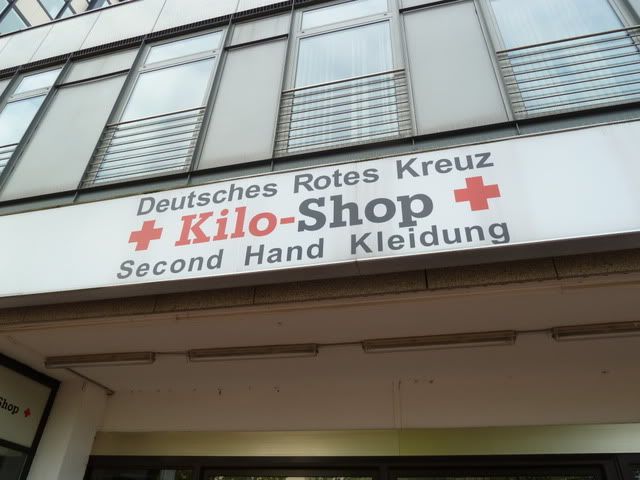 Deutsches Rotes Kreuz
Kilo-Shop
Second Hand Kleidung
Shop